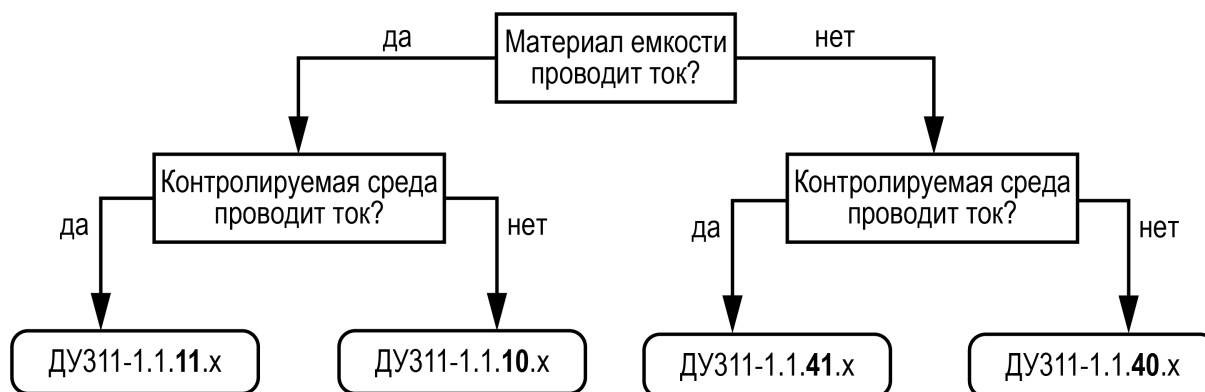 да
Материал емкости
проводит ток?
нет
Контролируемая среда
проводит ток?
Контролируемая среда
проводит ток?
да
нет
да
нет
ДУ311-1.1.11.х
ДУ311-1.1.10.х
ДУ311-1.1.41.х
ДУ311-1.1.40.х